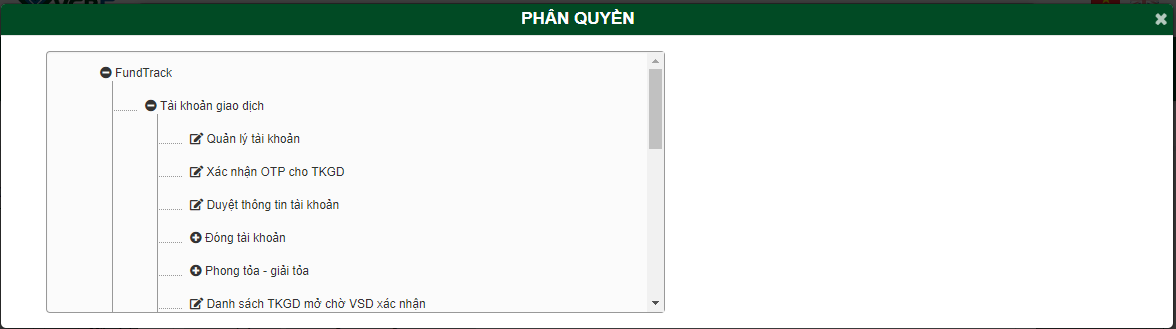 PHÂN QUYỀN
FundTrack
Tài khoản giao dịch
Quản lý tài khoản
Xác nhận OTP cho TKGD
Duyệt thông tin tài khoản
Đóng tài khoản
Phong tỏa - giải tỏa
Danh sách TKGD mở chờ VSD xác nhận